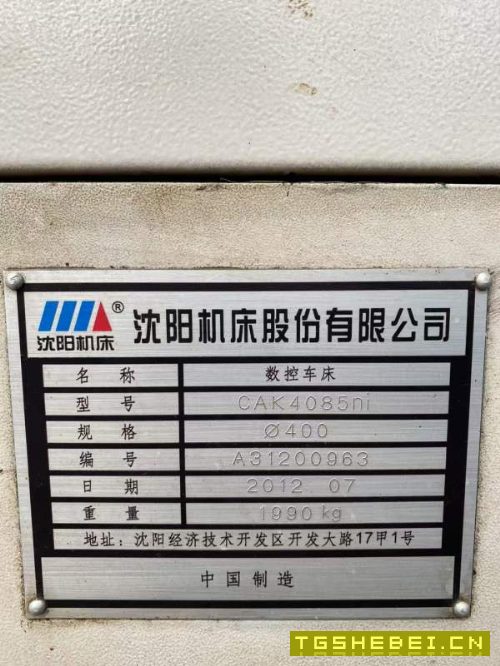 沈阳机床® 沈阳机床股份有限公司
名 称 数控车床
型 号 CAK4085ni
规 格 Ø400
编 号 A31200963
日 期 2012.07
重 量 1990kg
地址：沈阳经济技术开发区开发大路17甲1号
中国制造
TGSHEBEI.CN